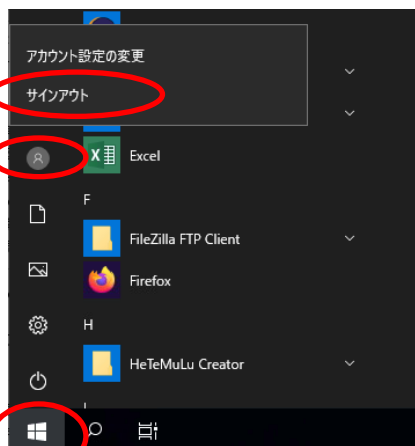 アカウント設定の変更
サインアウト
Excel
F
FileZilla FTP Client
Firefox
H
HeTeMuLu Creator